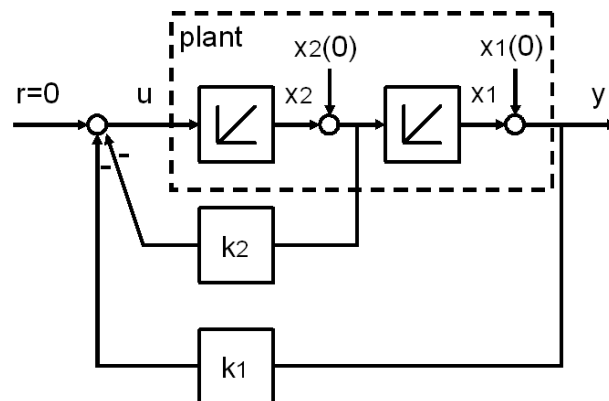 plant
x2(0)
x1(0)
r=0
u
x2
x1
y
-
-
k2
k1